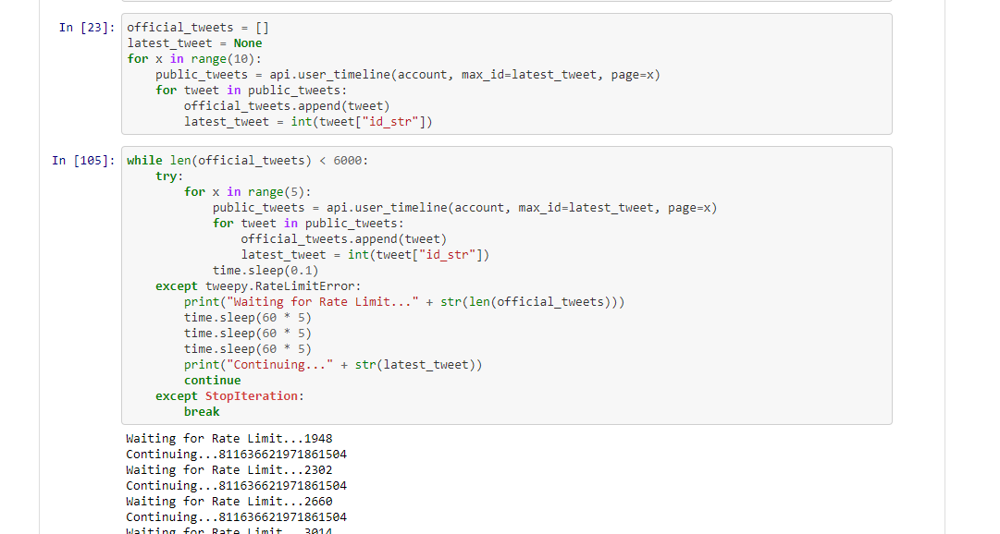 In [23]: official_tweets = []
latest_tweet = None
for x in range(10):
    public_tweets = api.user_timeline(account, max_id=latest_tweet, page=x)
    for tweet in public_tweets:
        official_tweets.append(tweet)
        latest_tweet = int(tweet["id_str"])
In [105]: while len(official_tweets) < 6000:
    try:
        for x in range(5):
            public_tweets = api.user_timeline(account, max_id=latest_tweet, page=x)
            for tweet in public_tweets:
                official_tweets.append(tweet)
                latest_tweet = int(tweet["id_str"])
            time.sleep(0.1)
    except tweepy.RateLimitError:
        print("Waiting for Rate Limit..." + str(len(official_tweets)))
        time.sleep(60 * 5)
        time.sleep(60 * 5)
        time.sleep(60 * 5)
        print("Continuing..." + str(latest_tweet))
        continue
    except StopIteration:
        break
Waiting for Rate Limit...1948
Continuing...811636621971861504
Waiting for Rate Limit...2302
Continuing...811636621971861504
Waiting for Rate Limit...2660
Continuing...811636621971861504
Waiting for Rate Limit...3014